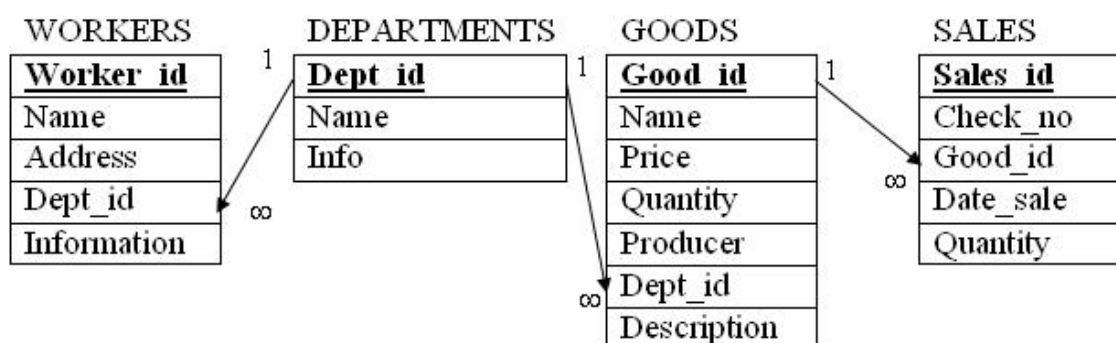 WORKERS
Worker_id
Name
Address
Dept_id
Information
1
∞
DEPARTMENTS
Dept_id
Name
Info
1
∞
GOODS
Good_id
Name
Price
Quantity
Producer
Dept_id
Description
1
∞
SALES
Sales_id
Check_no
Good_id
Date_sale
Quantity